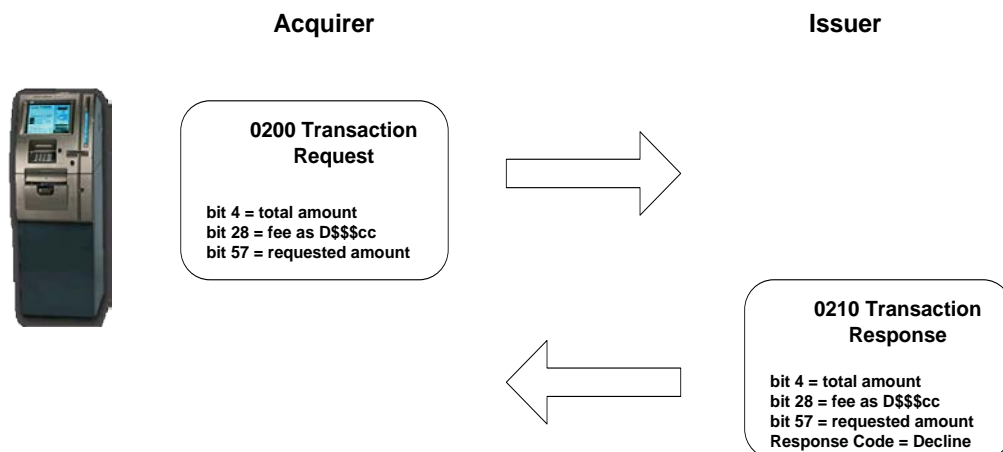 Acquirer
Issuer
0200 Transaction
Request
bit 4 = total amount
bit 28 = fee as D$$$cc
bit 57 = requested amount
0210 Transaction
Response
bit 4 = total amount
bit 28 = fee as D$$$cc
bit 57 = requested amount
Response Code = Decline